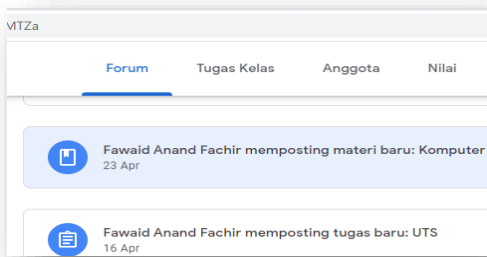 MTZa
Forum Tugas Kelas Anggota Nilai
Fawaid Anand Fachir memposting materi baru: Komputer
23 Apr
Fawaid Anand Fachir memposting tugas baru: UTS
16 Apr